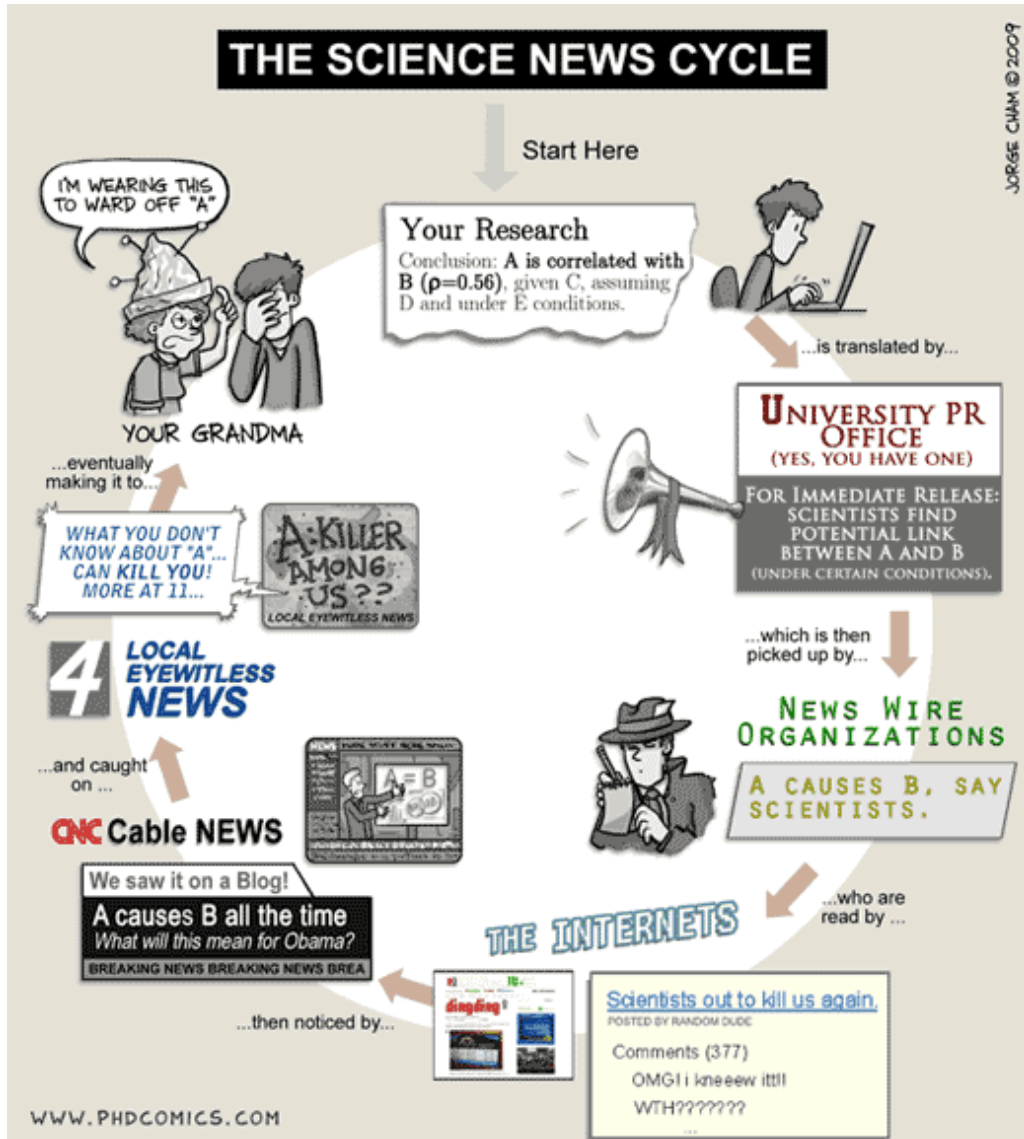 THE SCIENCE NEWS CYCLE
JORGE CHAM © 2009
Start Here
Your Research
Conclusion: A is correlated with
B (ρ=0.56), given C, assuming
D and under E conditions.
...is translated by...
UNIVERSITY PR
OFFICE
(YES, YOU HAVE ONE)
FOR IMMEDIATE RELEASE:
SCIENTISTS FIND
POTENTIAL LINK
BETWEEN A AND B
(UNDER CERTAIN CONDITIONS).
...which is then
picked up by...
NEWS WIRE
ORGANIZATIONS
A CAUSES B, SAY
SCIENTISTS.
...who are
read by ...
THE INTERNETS
Scientists out to kill us again.
POSTED BY RANDOM DUDE
Comments (377)
OMG! i kneeew itt!!
WTH???????
...
dingding
...then noticed by...
We saw it on a Blog!
A causes B all the time
What will this mean for Obama?
BREAKING NEWS BREAKING NEWS BREA
CNC Cable NEWS
NEWS
A = B
...and caught
on ...
4 LOCAL
EYEWITLESS
NEWS
WHAT YOU DON'T
KNOW ABOUT "A"...
CAN KILL YOU!
MORE AT 11...
A: KILLER
AMONG
US??
LOCAL EYEWITLESS NEWS
...eventually
making it to...
YOUR GRANDMA
I'M WEARING THIS
TO WARD OFF "A"
WWW.PHDCOMICS.COM